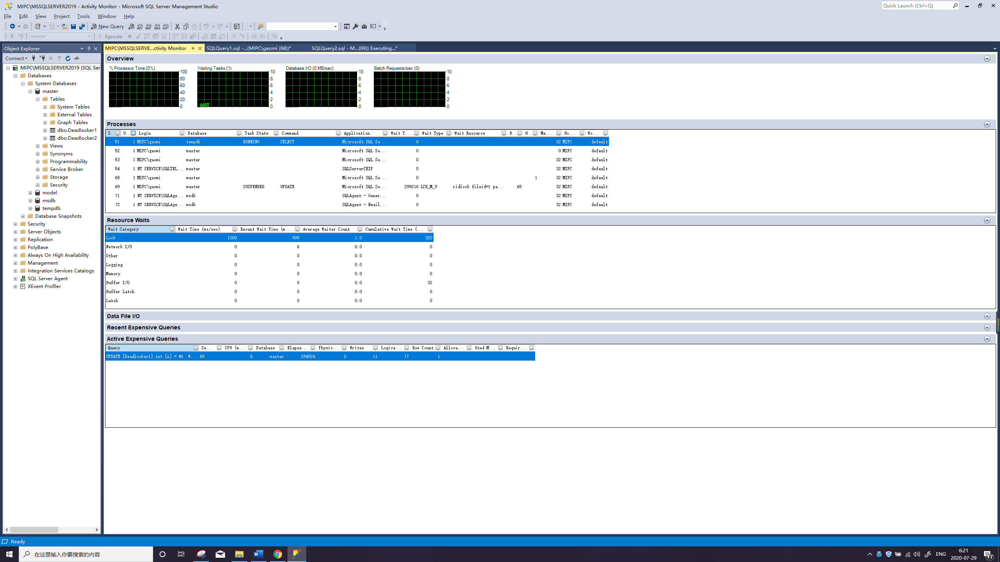 MIPC\MSSQLSERVER2019 - Activity Monitor - Microsoft SQL Server Management Studio
Quick Launch (Ctrl+Q)
File Edit View Project Tools Window Help
New Query
master Execute
Object Explorer
MIPC\MSSQLSERVE...ctivity Monitor SQLQuery1.sql -...(MIPC\gaomi (68))* SQLQuery2.sql - M...(69)) Executing...*
Connect
MIPC\MSSQLSERVER2019 (SQL Ser
Databases
System Databases
master
Tables
System Tables
External Tables
Graph Tables
dbo.Deadlocker1
dbo.Deadlocker2
Views
Synonyms
Programmability
Service Broker
Storage
Security
model
msdb
tempdb
Database Snapshots
Security
Server Objects
Replication
PolyBase
Always On High Availability
Management
Integration Services Catalogs
SQL Server Agent
XEvent Profiler
Overview
% Processor Time (0%)
100
80
60
40
20
0
Waiting Tasks (1)
10
8
6
4
2
0
Database I/O (0 MB/sec)
10
8
6
4
2
0
Batch Requests/sec (0)
10
8
6
4
2
0
Processes
S.. U.. Login Database Task State Command Application Wait T... Wait Type Wait Resource B.. H.. Me... Ho... Wo...
51 1 MIPC\gaomi tempdb RUNNING SELECT Microsoft SQL Se... 0 32 MIPC default
52 1 MIPC\gaomi master Microsoft SQL Se... 0 0 MIPC default
53 1 MIPC\gaomi master Microsoft SQL Se... 0 32 MIPC default
54 1 NT SERVICE\SQLTEL... master SQLServerCEIP 0 32 MIPC default
68 1 MIPC\gaomi master Microsoft SQL Se... 0 1 32 MIPC default
69 1 MIPC\gaomi master SUSPENDED UPDATE Microsoft SQL Se... 299216 LCK_M_U ridlock fileid=1 pa... 68 32 MIPC default
71 1 NT SERVICE\SQLAge... msdb SQLAgent - Gener... 0 32 MIPC default
72 1 NT SERVICE\SQLAge... msdb SQLAgent - Email... 0 32 MIPC default
Resource Waits
Wait Category Wait Time (ms/sec) Recent Wait Time (m... Average Waiter Count Cumulative Wait Time (...
Lock 1000 999 1.0 320
Network I/O 0 6 0.0 0
Other 0 0 0.0 0
Logging 0 0 0.0 0
Memory 0 0 0.0 0
Buffer I/O 0 0 0.0 32
Buffer Latch 0 0 0.0 0
Latch 0 0 0.0 0
Data File I/O
Recent Expensive Queries
Active Expensive Queries
Query Se... CPU (m... Database Elapse... Physic... Writes Logica... Row Count Alloca... Used M... Requir...
UPDATE [Deadlocker1] set [x] = @1 W... 69 6 master 294924 0 11 77 1
Ready
在这里输入你要搜索的内容
ENG
6:21
2020-07-29
17